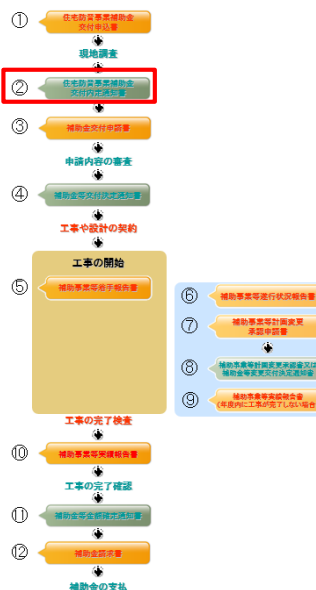 ①
住宅防音事業補助金
交付申込書
現地調査
②
住宅防音事業補助金
交付内定通知書
③
補助金交付申請書
申請内容の審査
④
補助金等交付決定通知書
工事や設計の契約
工事の開始
⑤
補助事業等着手報告書
⑥
補助事業等遂行状況報告書
⑦
補助事業等計画変更
承認申請書
⑧
補助事業等計画変更承認書又は
補助金等変更交付決定通知書
⑨
補助事業等実績報告書
(年度内に工事が完了しない場合
工事の完了検査
⑩
補助事業等実績報告書
工事の完了確認
⑪
補助金等金額確定通知書
⑫
補助金請求書
補助金の支払